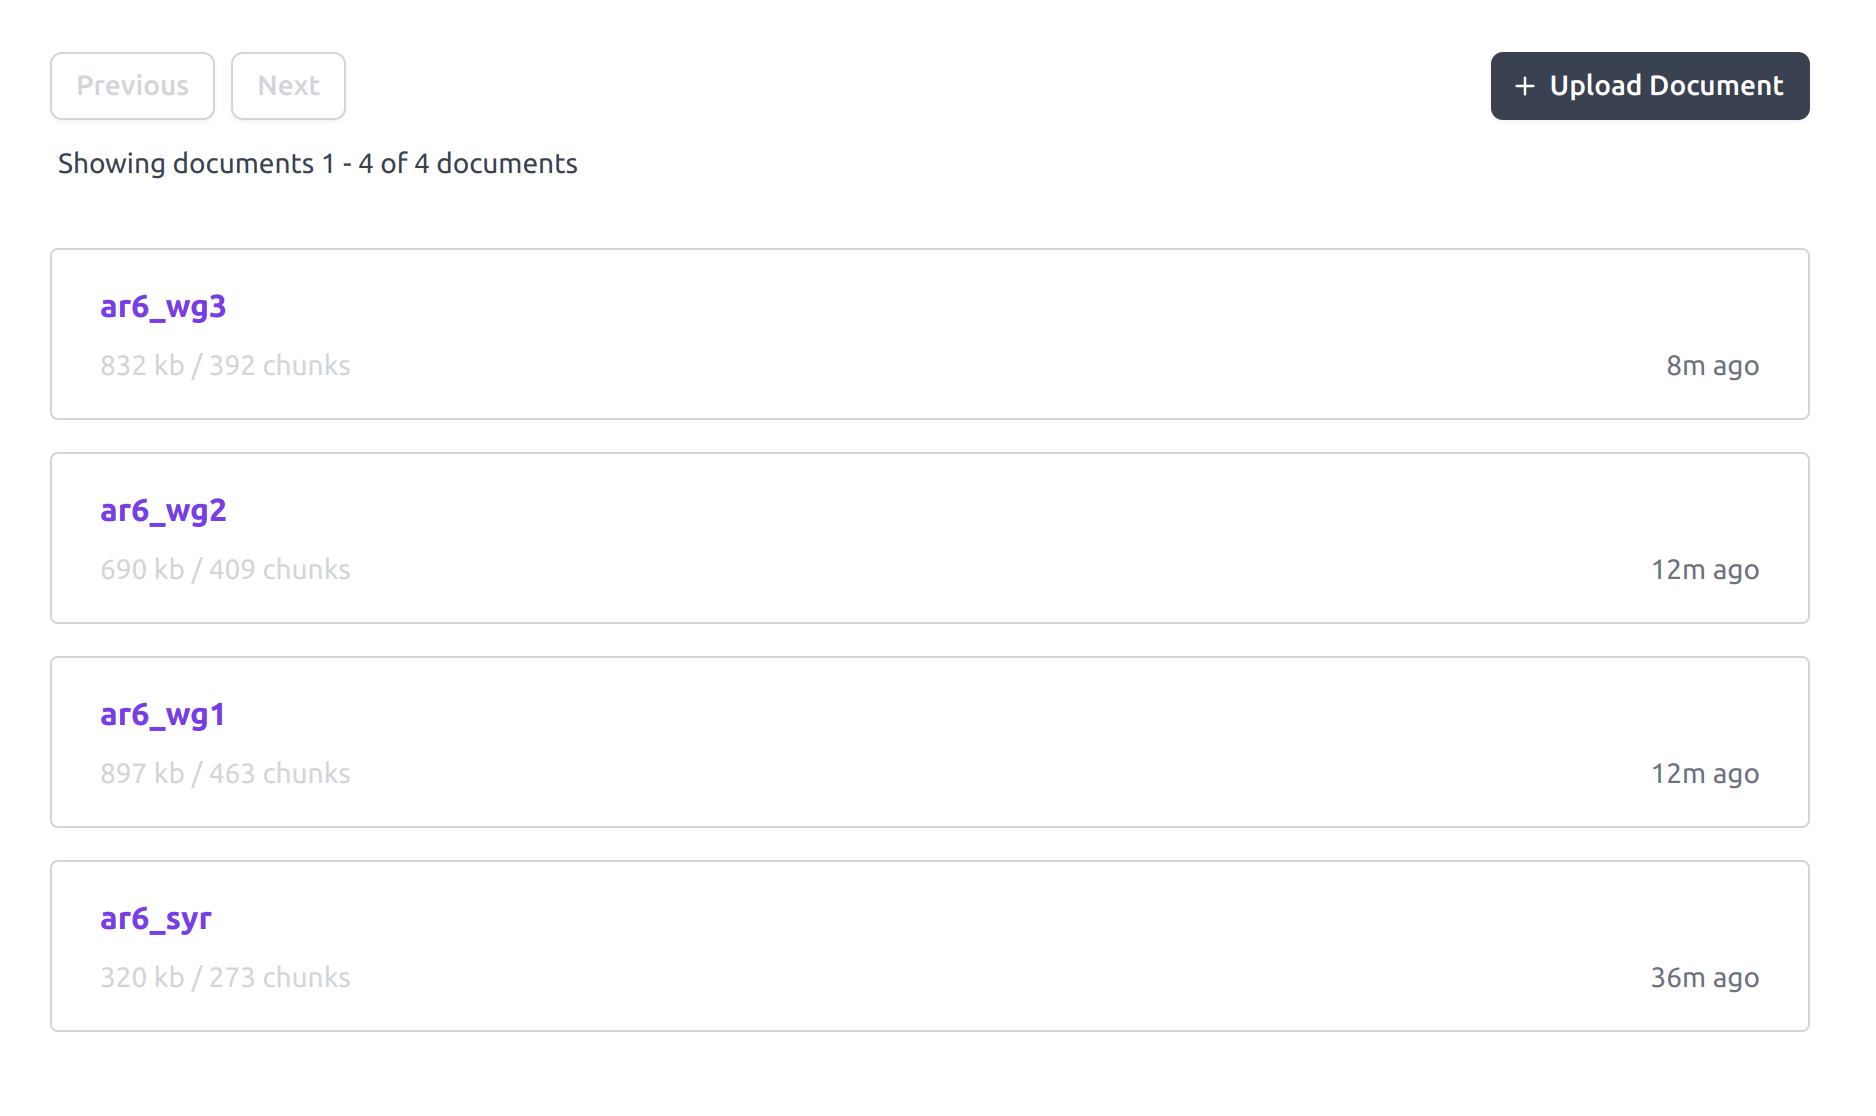 Previous Next + Upload Document
Showing documents 1 - 4 of 4 documents
ar6_wg3
832 kb / 392 chunks 8m ago
ar6_wg2
690 kb / 409 chunks 12m ago
ar6_wg1
897 kb / 463 chunks 12m ago
ar6_syr
320 kb / 273 chunks 36m ago